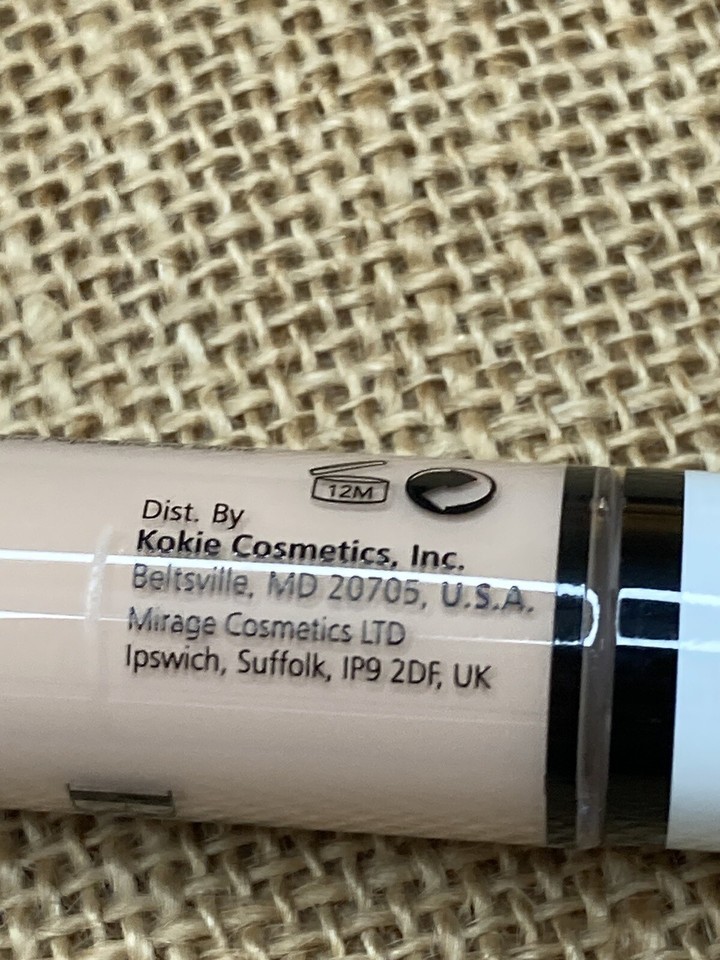 12M
Dist. By
Kokie Cosmetics, Inc.
Beltsville, MD 20705, U.S.A.
Mirage Cosmetics LTD
Ipswich, Suffolk, IP9 2DF, UK